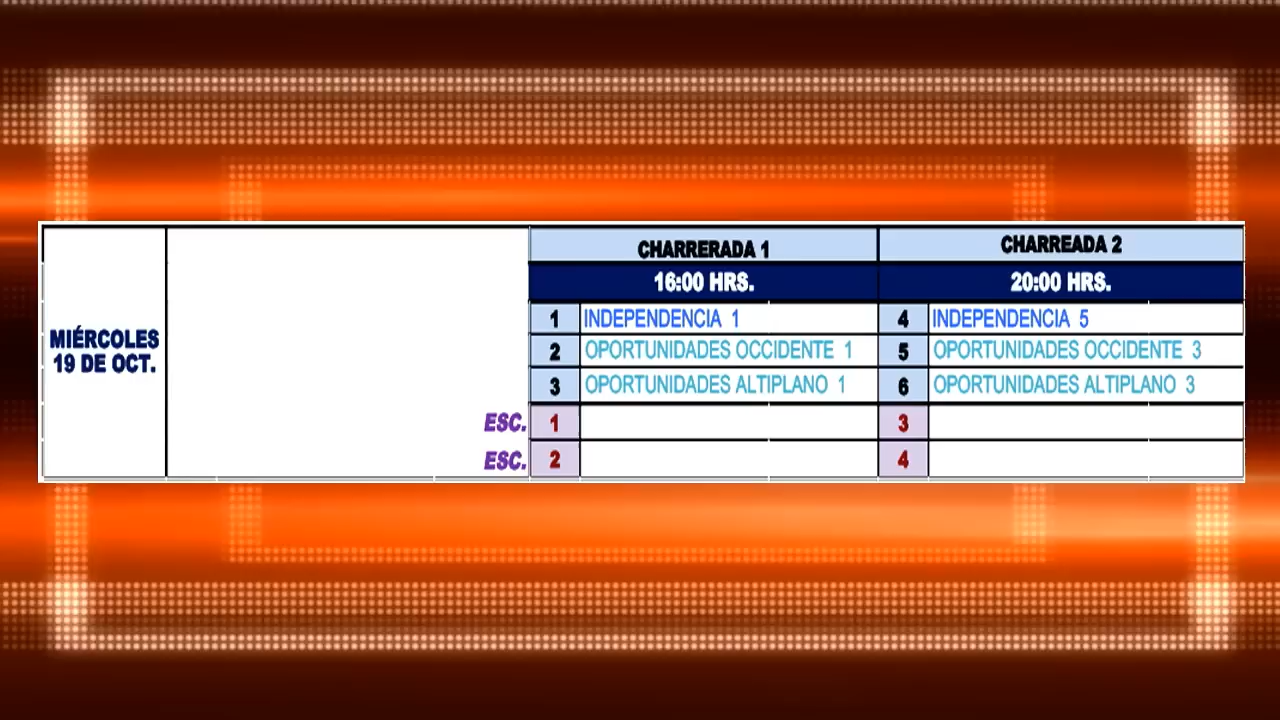 CHARRERADA 1 CHARREADA 2
16:00 HRS. 20:00 HRS.
MIÉRCOLES
19 DE OCT.
1 INDEPENDENCIA 1 4 INDEPENDENCIA 5
2 OPORTUNIDADES OCCIDENTE 1 5 OPORTUNIDADES OCCIDENTE 3
3 OPORTUNIDADES ALTIPLANO 1 6 OPORTUNIDADES ALTIPLANO 3
ESC. 1 3
ESC. 2 4